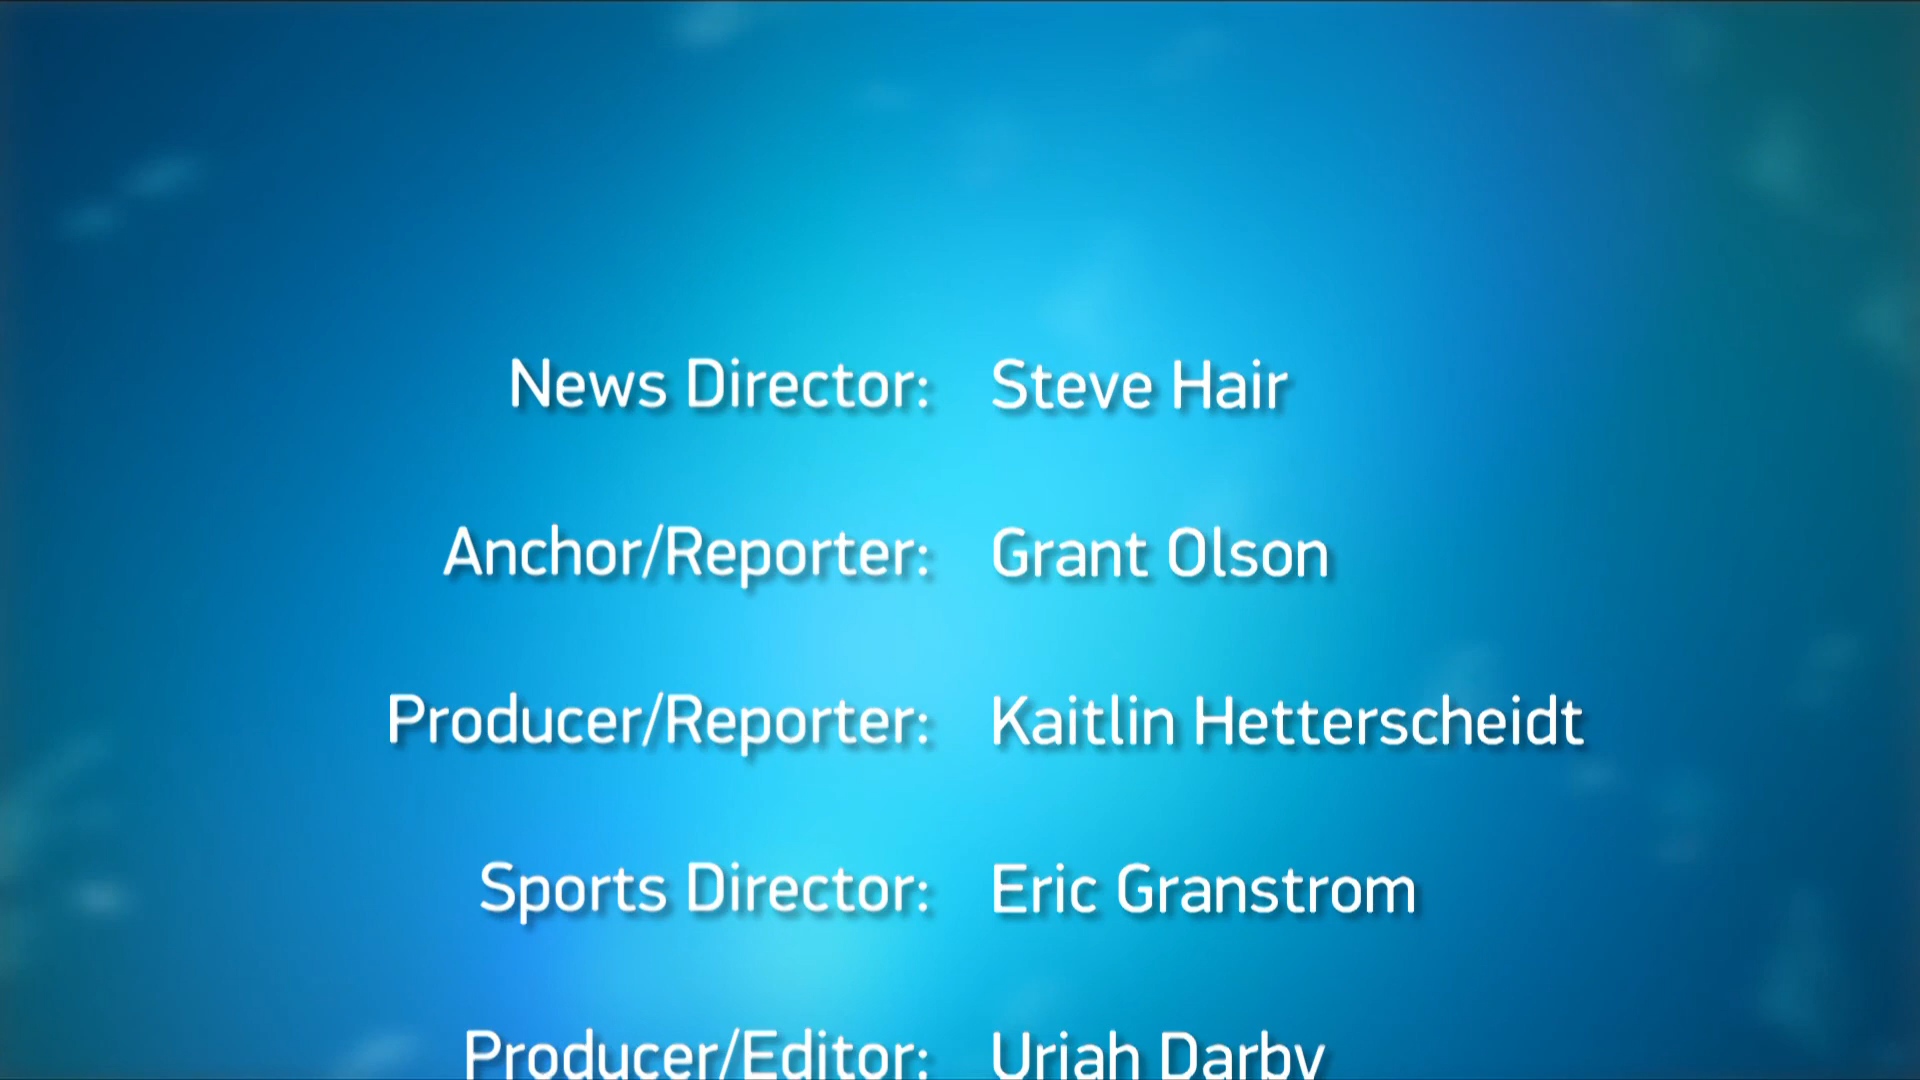 News Director: Steve Hair
Anchor/Reporter: Grant Olson
Producer/Reporter: Kaitlin Hetterscheidt
Sports Director: Eric Granstrom
Producer/Editor: Uriah Darby